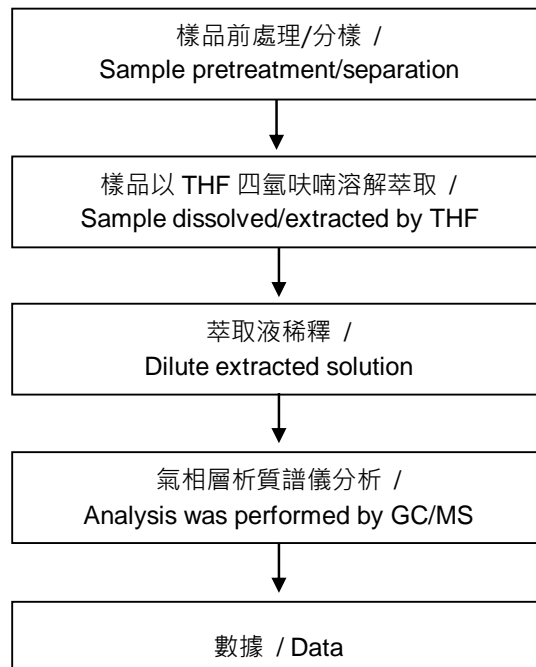 樣品前處理/分樣 /
Sample pretreatment/separation
樣品以 THF 四氫呋喃溶解萃取 /
Sample dissolved/extracted by THF
萃取液稀釋 /
Dilute extracted solution
氣相層析質譜儀分析 /
Analysis was performed by GC/MS
數據 / Data